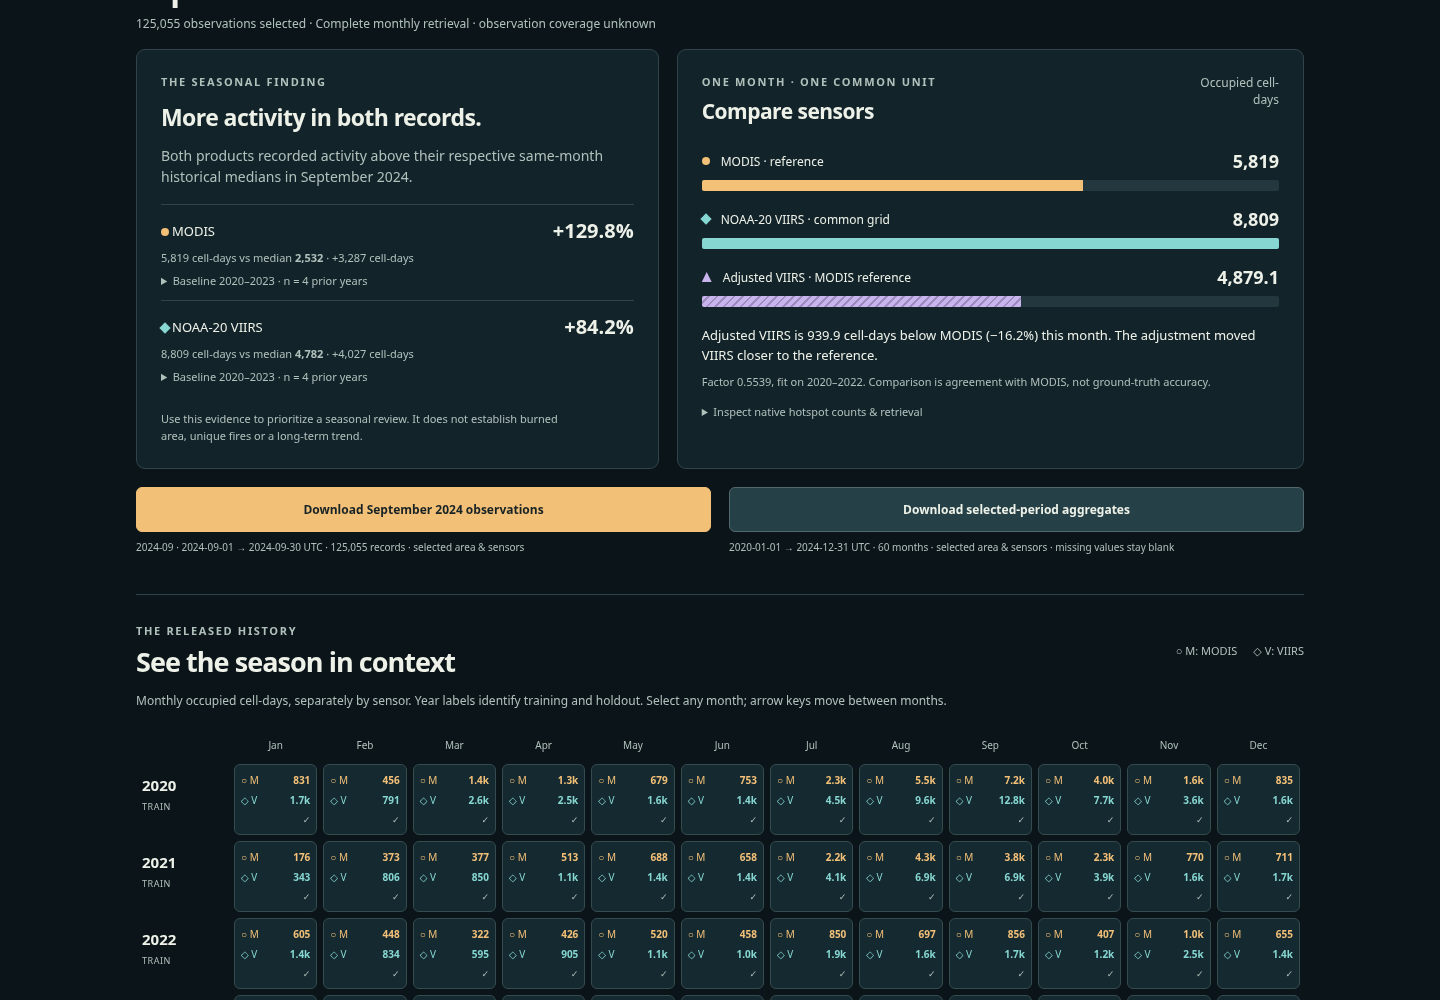 125,055 observations selected · Complete monthly retrieval · observation coverage unknown
THE SEASONAL FINDING
More activity in both records.
Both products recorded activity above their respective same-month
historical medians in September 2024.
MODIS +129.8%
5,819 cell-days vs median 2,532 · +3,287 cell-days
▶ Baseline 2020–2023 · n = 4 prior years
NOAA-20 VIIRS +84.2%
8,809 cell-days vs median 4,782 · +4,027 cell-days
▶ Baseline 2020–2023 · n = 4 prior years
Use this evidence to prioritize a seasonal review. It does not establish burned
area, unique fires or a long-term trend.
ONE MONTH · ONE COMMON UNIT
Compare sensors
Occupied cell-
days
MODIS · reference 5,819
NOAA-20 VIIRS · common grid 8,809
Adjusted VIIRS · MODIS reference 4,879.1
Adjusted VIIRS is 939.9 cell-days below MODIS (−16.2%) this month. The adjustment moved
VIIRS closer to the reference.
Factor 0.5539, fit on 2020–2022. Comparison is agreement with MODIS, not ground-truth accuracy.
▶ Inspect native hotspot counts & retrieval
Download September 2024 observations
2024-09 · 2024-09-01 → 2024-09-30 UTC · 125,055 records · selected area & sensors
Download selected-period aggregates
2020-01-01 → 2024-12-31 UTC · 60 months · selected area & sensors · missing values stay blank
THE RELEASED HISTORY
See the season in context
○ M: MODIS ◇ V: VIIRS
Monthly occupied cell-days, separately by sensor. Year labels identify training and holdout. Select any month; arrow keys move between months.
Jan Feb Mar Apr May Jun Jul Aug Sep Oct Nov Dec
2020
TRAIN
○ M 831 ○ M 456 ○ M 1.4k ○ M 1.3k ○ M 679 ○ M 753 ○ M 2.3k ○ M 5.5k ○ M 7.2k ○ M 4.0k ○ M 1.6k ○ M 835
◇ V 1.7k ◇ V 791 ◇ V 2.6k ◇ V 2.5k ◇ V 1.6k ◇ V 1.4k ◇ V 4.5k ◇ V 9.6k ◇ V 12.8k ◇ V 7.7k ◇ V 3.6k ◇ V 1.6k
✓ ✓ ✓ ✓ ✓ ✓ ✓ ✓ ✓ ✓ ✓ ✓
2021
TRAIN
○ M 176 ○ M 373 ○ M 377 ○ M 513 ○ M 688 ○ M 658 ○ M 2.2k ○ M 4.3k ○ M 3.8k ○ M 2.3k ○ M 770 ○ M 711
◇ V 343 ◇ V 806 ◇ V 850 ◇ V 1.1k ◇ V 1.4k ◇ V 1.4k ◇ V 4.1k ◇ V 6.9k ◇ V 6.9k ◇ V 3.9k ◇ V 1.6k ◇ V 1.7k
✓ ✓ ✓ ✓ ✓ ✓ ✓ ✓ ✓ ✓ ✓ ✓
2022
TRAIN
○ M 605 ○ M 448 ○ M 322 ○ M 426 ○ M 520 ○ M 458 ○ M 850 ○ M 697 ○ M 856 ○ M 407 ○ M 1.0k ○ M 655
◇ V 1.4k ◇ V 834 ◇ V 595 ◇ V 905 ◇ V 1.1k ◇ V 1.0k ◇ V 1.9k ◇ V 1.6k ◇ V 1.7k ◇ V 1.2k ◇ V 2.5k ◇ V 1.4k
✓ ✓ ✓ ✓ ✓ ✓ ✓ ✓ ✓ ✓ ✓ ✓